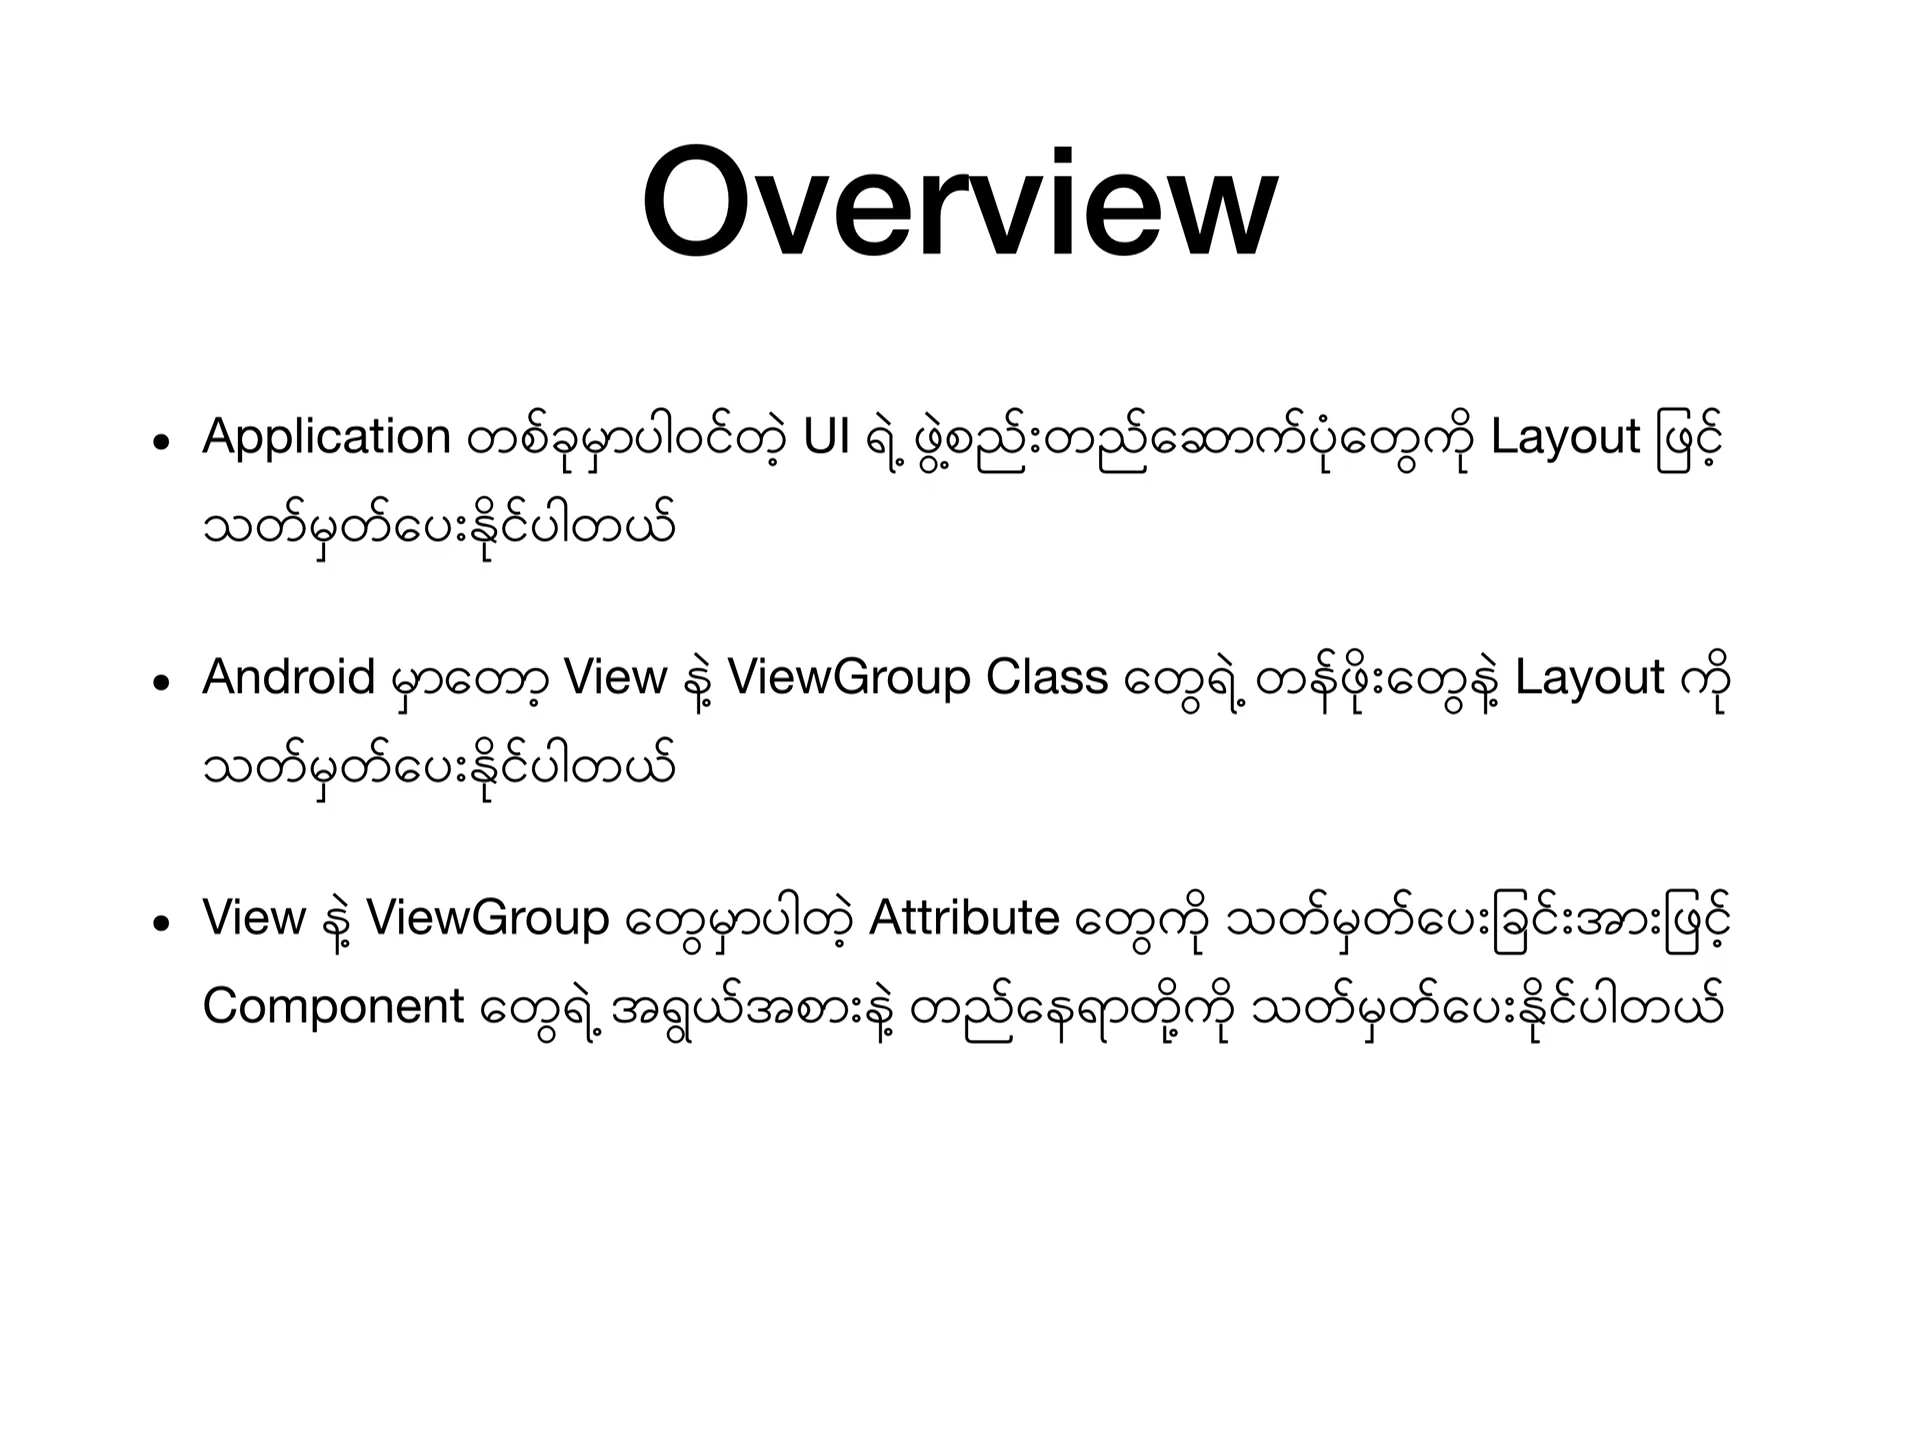 Overview
• Application တစ်ခုမှာပါဝင်တဲ့ UI ရဲ့ ဖွဲ့စည်းတည်ဆောက်ပုံတွေကို Layout ဖြင့်
သတ်မှတ်ပေးနိုင်ပါတယ်
• Android မှာတော့ View နဲ့ ViewGroup Class တွေရဲ့ တန်ဖိုးတွေနဲ့ Layout ကို
သတ်မှတ်ပေးနိုင်ပါတယ်
• View နဲ့ ViewGroup တွေမှာပါတဲ့ Attribute တွေကို သတ်မှတ်ပေးခြင်းအားဖြင့်
Component တွေရဲ့ အရွယ်အစားနဲ့ တည်နေရာတို့ကို သတ်မှတ်ပေးနိုင်ပါတယ်